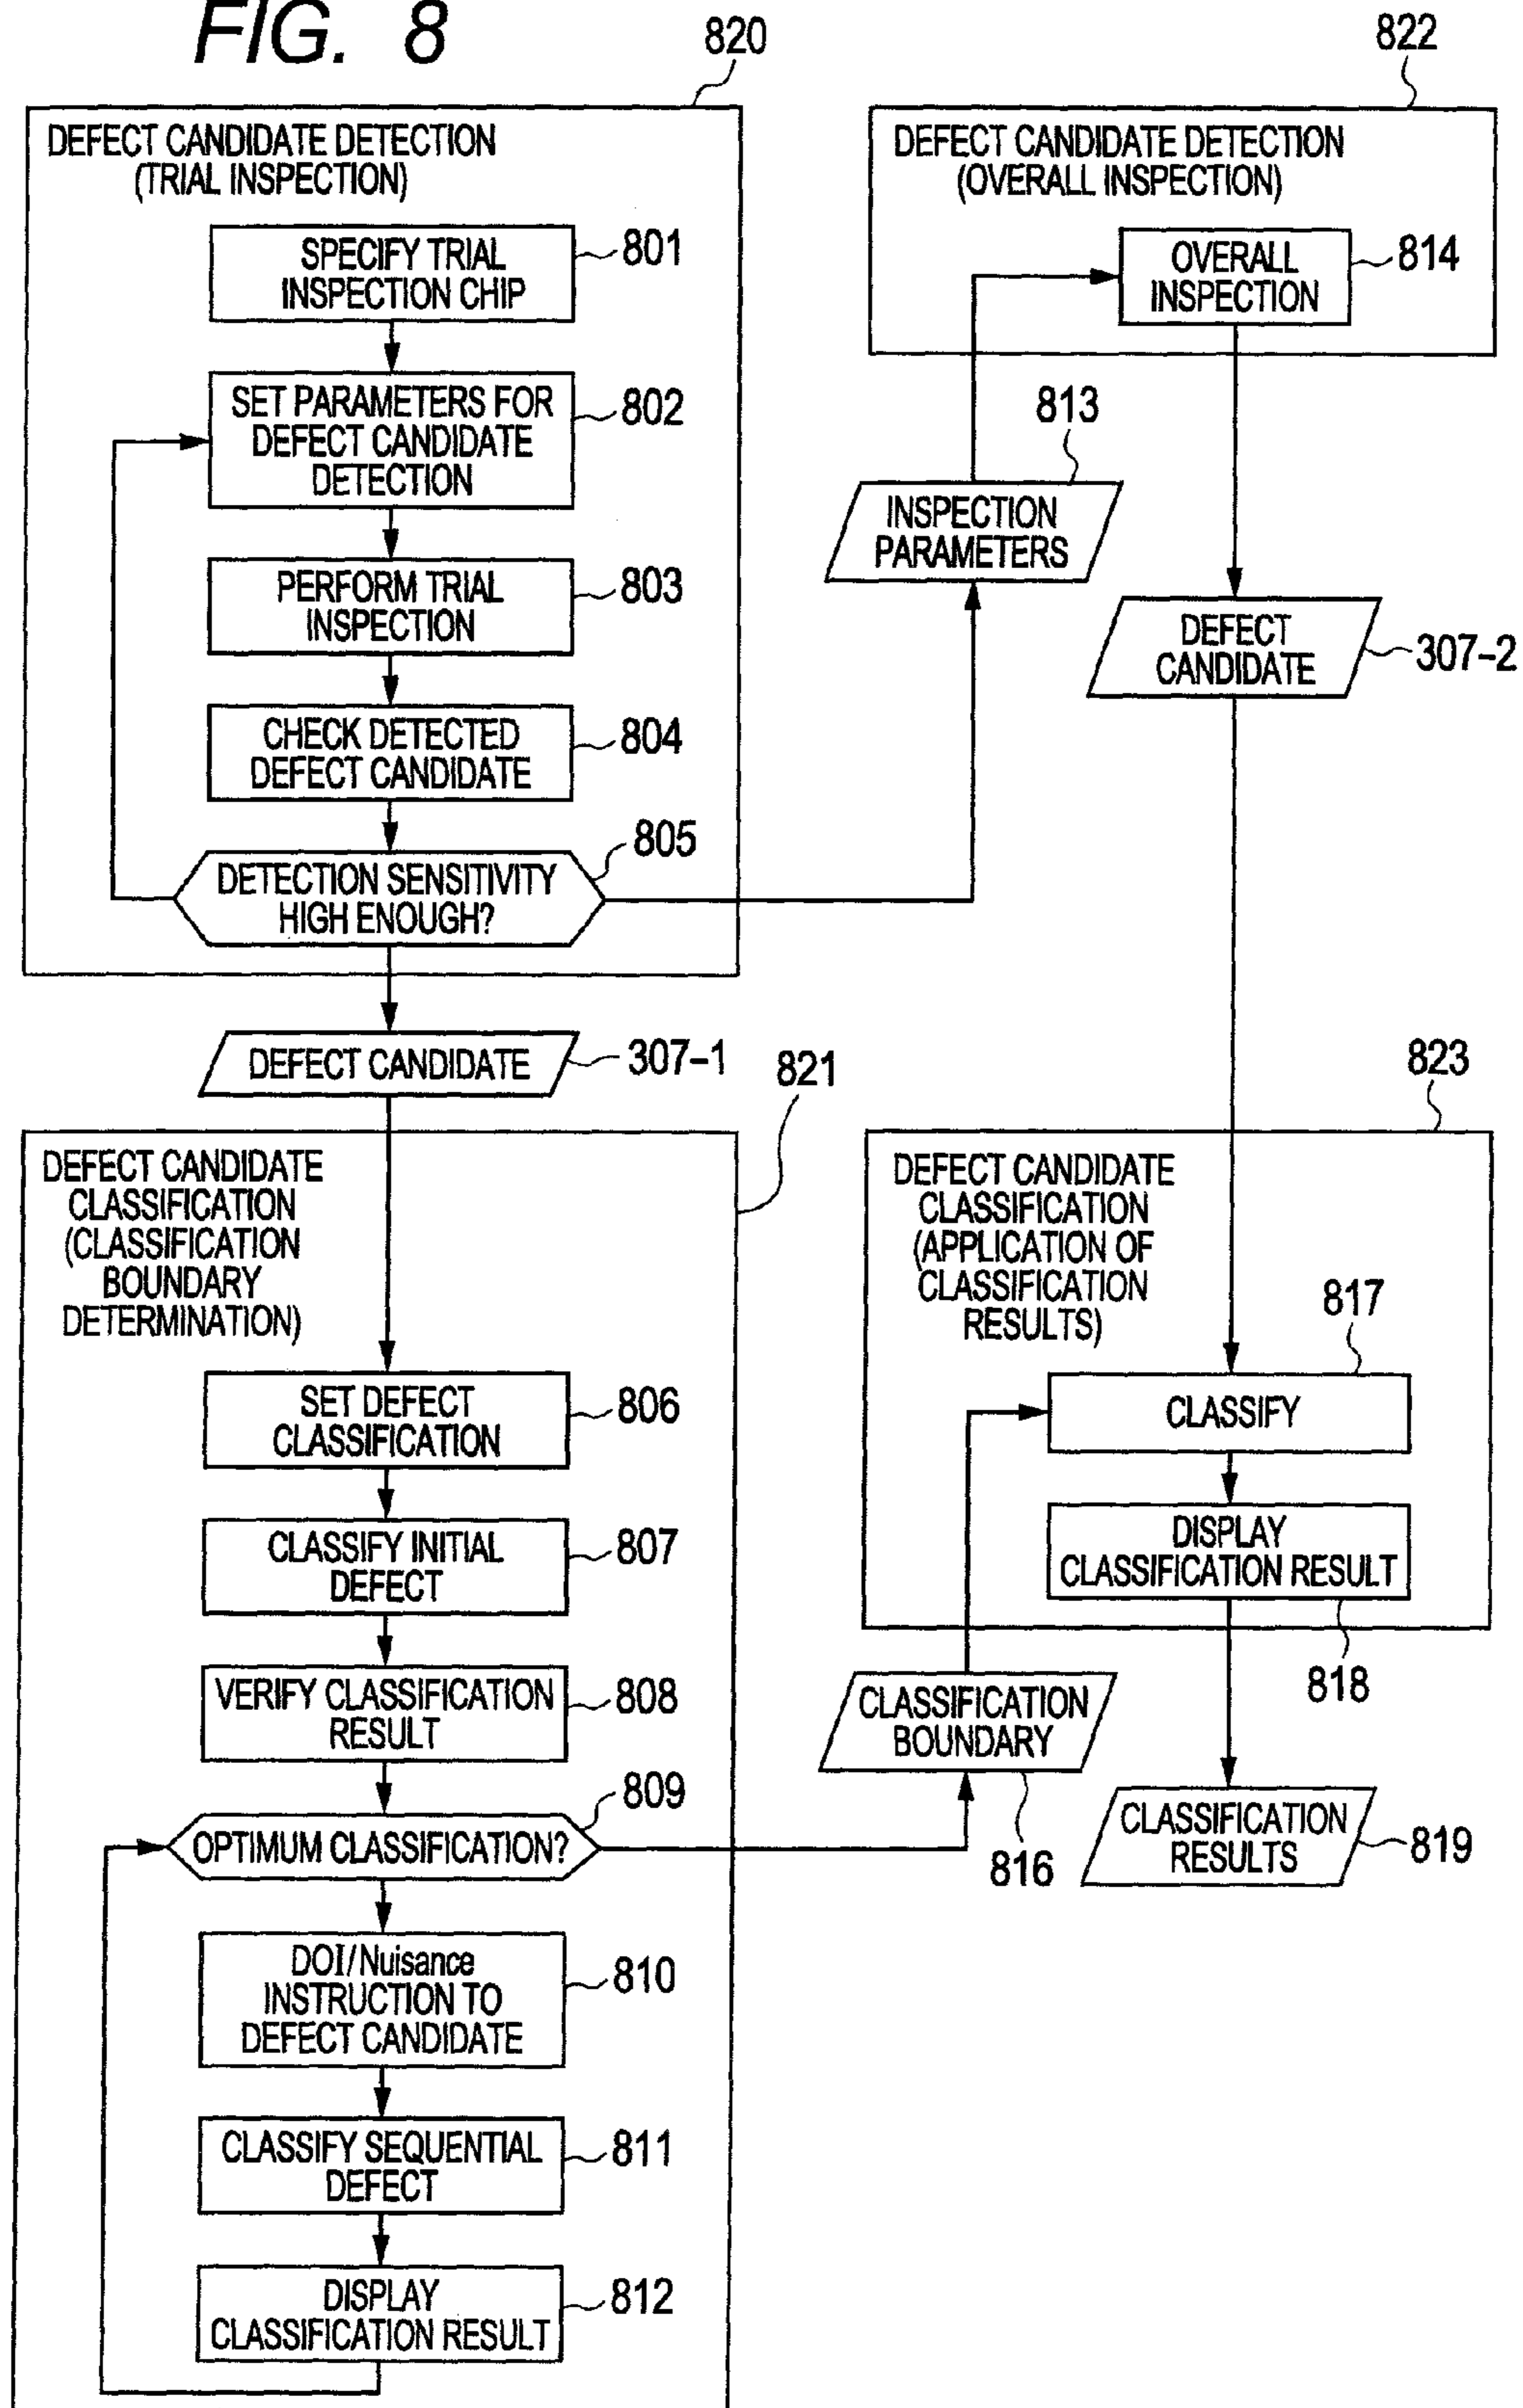 FIG. 8
820
DEFECT CANDIDATE DETECTION
(TRIAL INSPECTION)
SPECIFY TRIAL
INSPECTION CHIP
801
SET PARAMETERS FOR
DEFECT CANDIDATE
DETECTION
802
PERFORM TRIAL
INSPECTION
803
CHECK DETECTED
DEFECT CANDIDATE
804
DETECTION SENSITIVITY
HIGH ENOUGH?
805
DEFECT CANDIDATE
307-1
821
DEFECT CANDIDATE
CLASSIFICATION
(CLASSIFICATION
BOUNDARY
DETERMINATION)
SET DEFECT
CLASSIFICATION
806
CLASSIFY INITIAL
DEFECT
807
VERIFY CLASSIFICATION
RESULT
808
OPTIMUM CLASSIFICATION?
809
DOI/Nuisance
INSTRUCTION TO
DEFECT CANDIDATE
810
CLASSIFY SEQUENTIAL
DEFECT
811
DISPLAY
CLASSIFICATION RESULT
812
822
DEFECT CANDIDATE DETECTION
(OVERALL INSPECTION)
OVERALL
INSPECTION
814
813
INSPECTION
PARAMETERS
DEFECT
CANDIDATE
307-2
823
DEFECT CANDIDATE
CLASSIFICATION
(APPLICATION OF
CLASSIFICATION
RESULTS)
817
CLASSIFY
DISPLAY
CLASSIFICATION RESULT
818
CLASSIFICATION
BOUNDARY
816
CLASSIFICATION
RESULTS
819